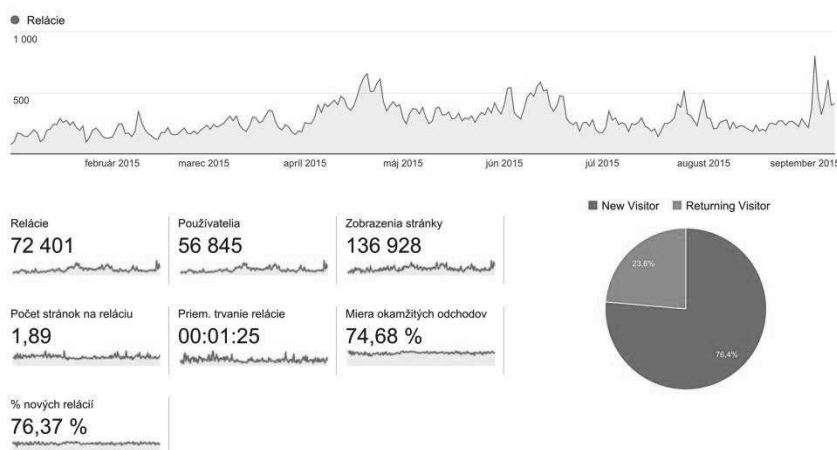 Relácie
1 000
500
február 2015 marec 2015 apríl 2015 máj 2015 jún 2015 júl 2015 august 2015 september 2015
New Visitor Returning Visitor
Relácie Používatelia Zobrazenia stránky
72 401 56 845 136 928
23,6%
Počet stránok na reláciu Priem. trvanie relácie Miera okamžitých odchodov
1,89 00:01:25 74,68 %
76,4%
% nových relácií
76,37 %